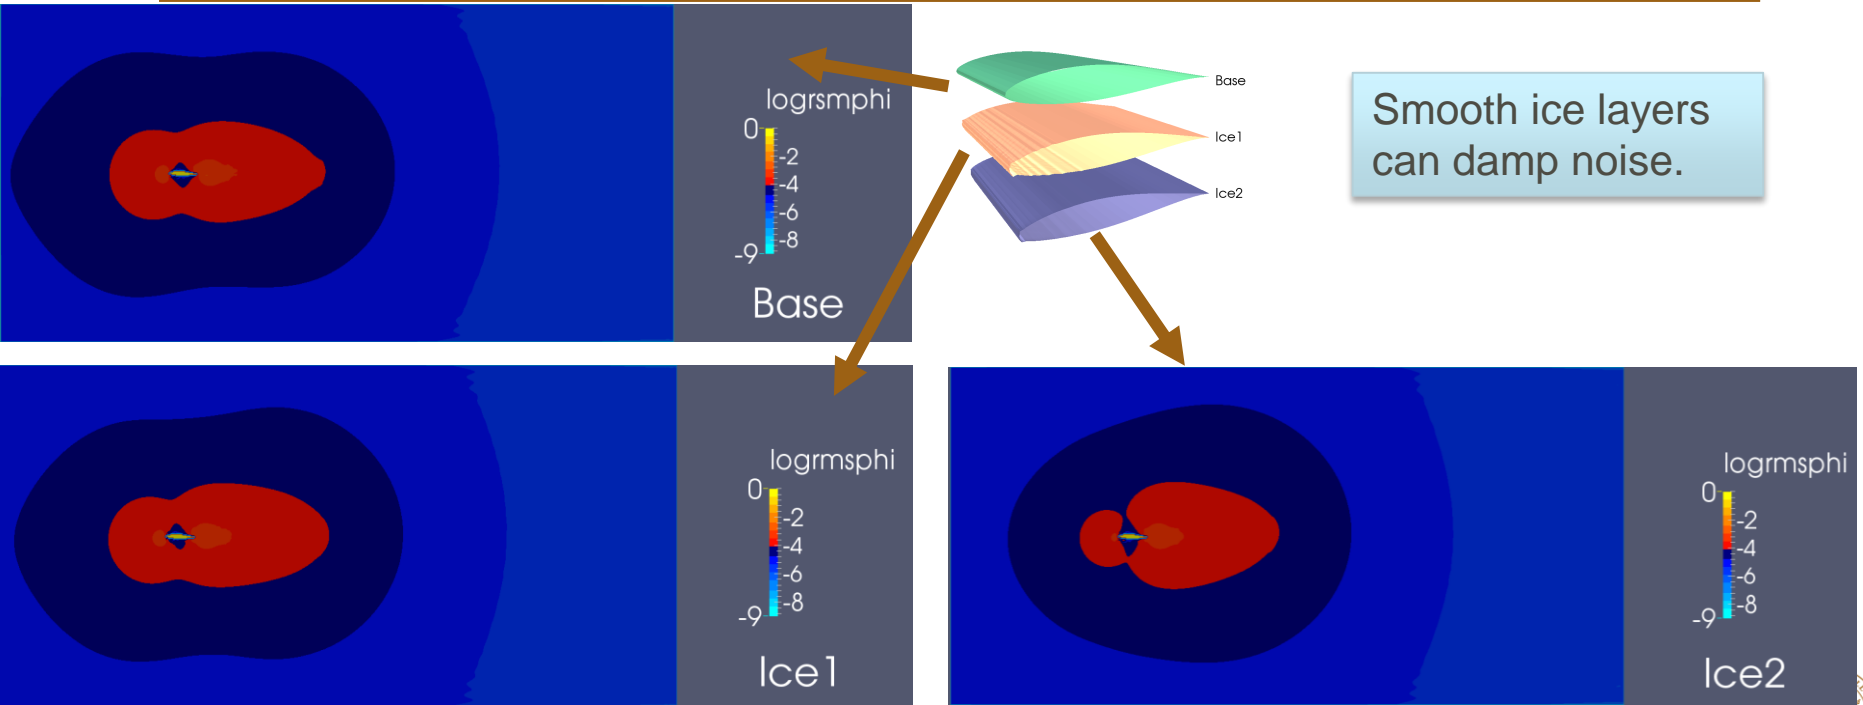 logrsmphi
0
-2
-4
-6
-8
-9
Base
Base
Ice1
Ice2
Smooth ice layers
can damp noise.
logrmsphi
0
-2
-4
-6
-8
-9
Ice1
logrmsphi
0
-2
-4
-6
-8
-9
Ice2